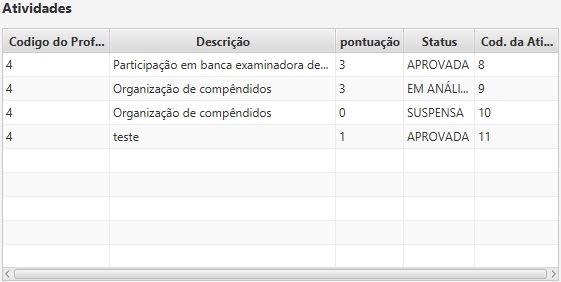 Atividades
Codigo do Prof... Descrição pontuação Status Cod. da Ati...
4 Participação em banca examinadora de... 3 APROVADA 8
4 Organização de compêndidos 3 EM ANÁLI... 9
4 Organização de compêndidos 0 SUSPENSA 10
4 teste 1 APROVADA 11